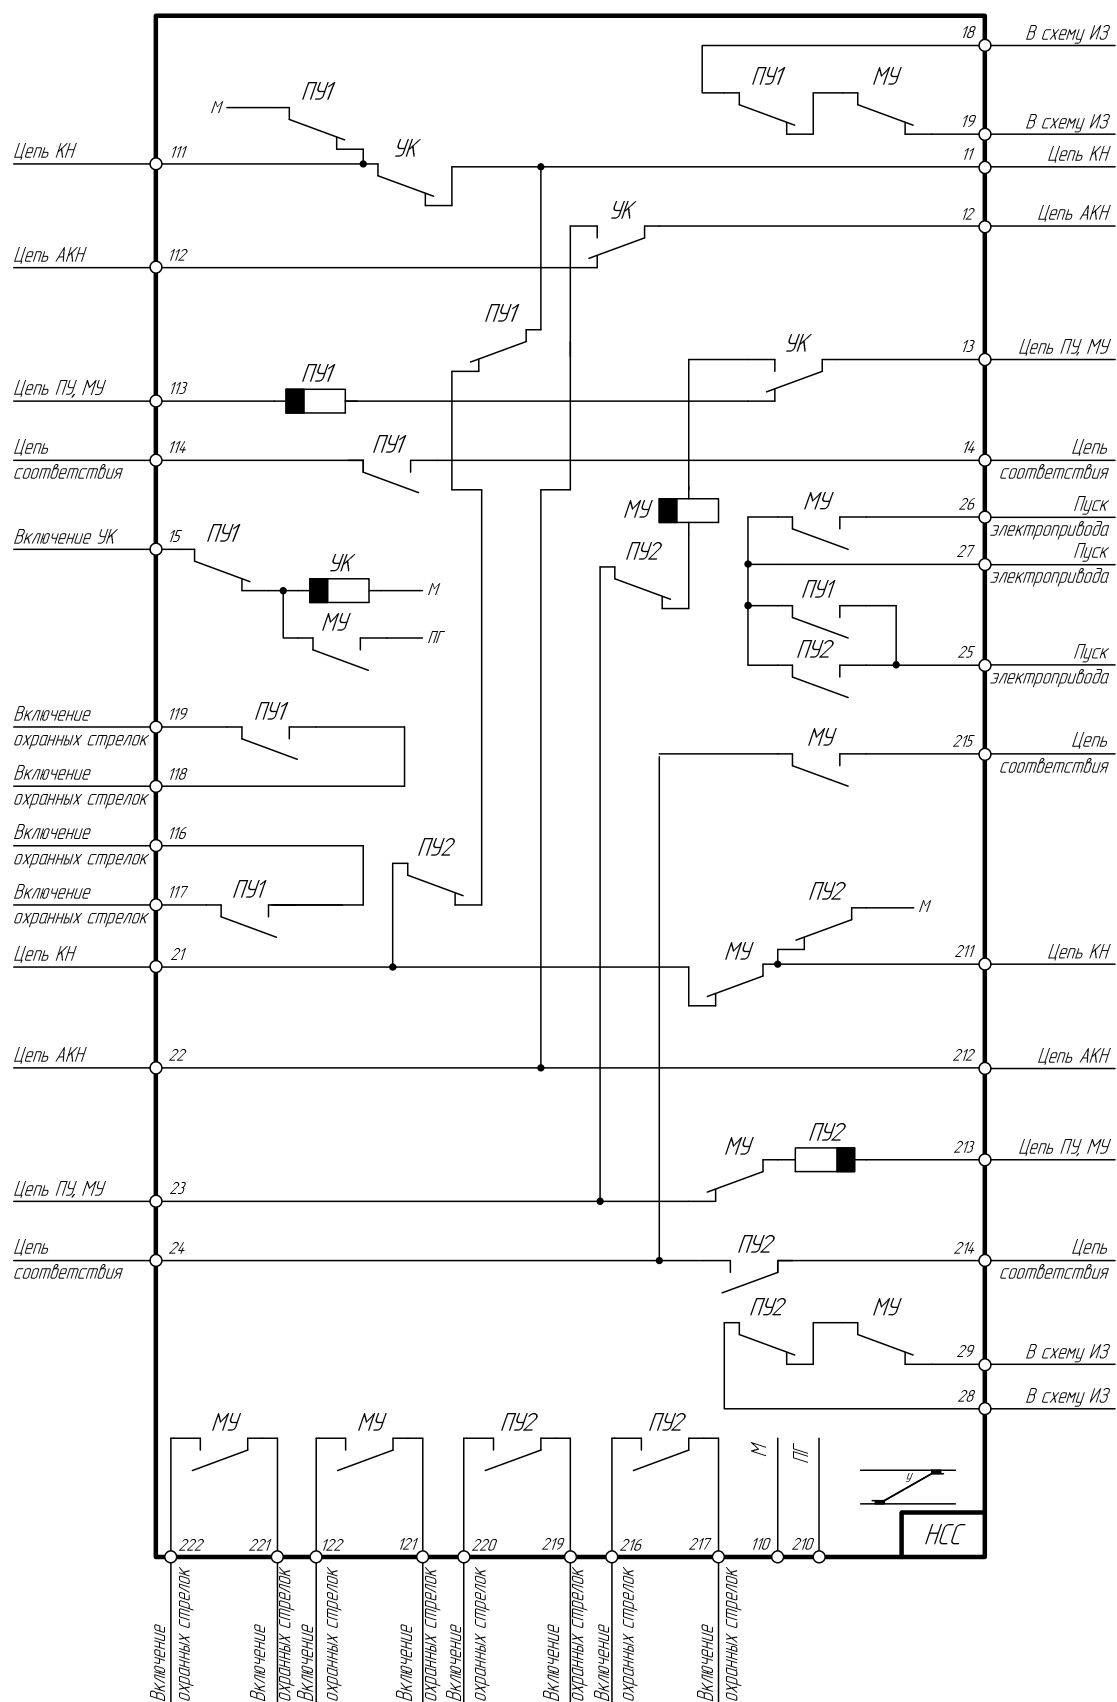 18 В схему ИЗ
ПУ1 МУ
М ПУ1
19 В схему ИЗ
Цепь КН 111 УК 11 Цепь КН
УК 12 Цепь АКН
Цепь АКН 112
ПУ1
УК 13 Цепь ПУ, МУ
Цепь ПУ, МУ 113 ПУ1
Цепь 114 ПУ1 14 Цепь
соответствия соответствия
МУ МУ 26 Пуск
электропривода
Включение УК 15 ПУ1 ПУ2 27 Пуск
электропривода
УК М
ПУ1
МУ ПГ
ПУ2 25 Пуск
электропривода
Включение 119 ПУ1
охранных стрелок
МУ 215 Цепь
соответствия
Включение 118
охранных стрелок
Включение 116
охранных стрелок
ПУ2
Включение 117 ПУ1
охранных стрелок
ПУ2 М
Цепь КН 21 МУ 211 Цепь КН
Цепь АКН 22 212 Цепь АКН
МУ ПУ2 213 Цепь ПУ, МУ
Цепь ПУ, МУ 23
Цепь 24 ПУ2 214 Цепь
соответствия соответствия
ПУ2 МУ
29 В схему ИЗ
28 В схему ИЗ
МУ МУ ПУ2 ПУ2 М ПГ
У
НСС
222 221 122 121 220 219 216 217 110 210
Включение
охранных стрелок
Включение
охранных стрелок
Включение
охранных стрелок
Включение
охранных стрелок
Включение
охранных стрелок
Включение
охранных стрелок
Включение
охранных стрелок
Включение
охранных стрелок